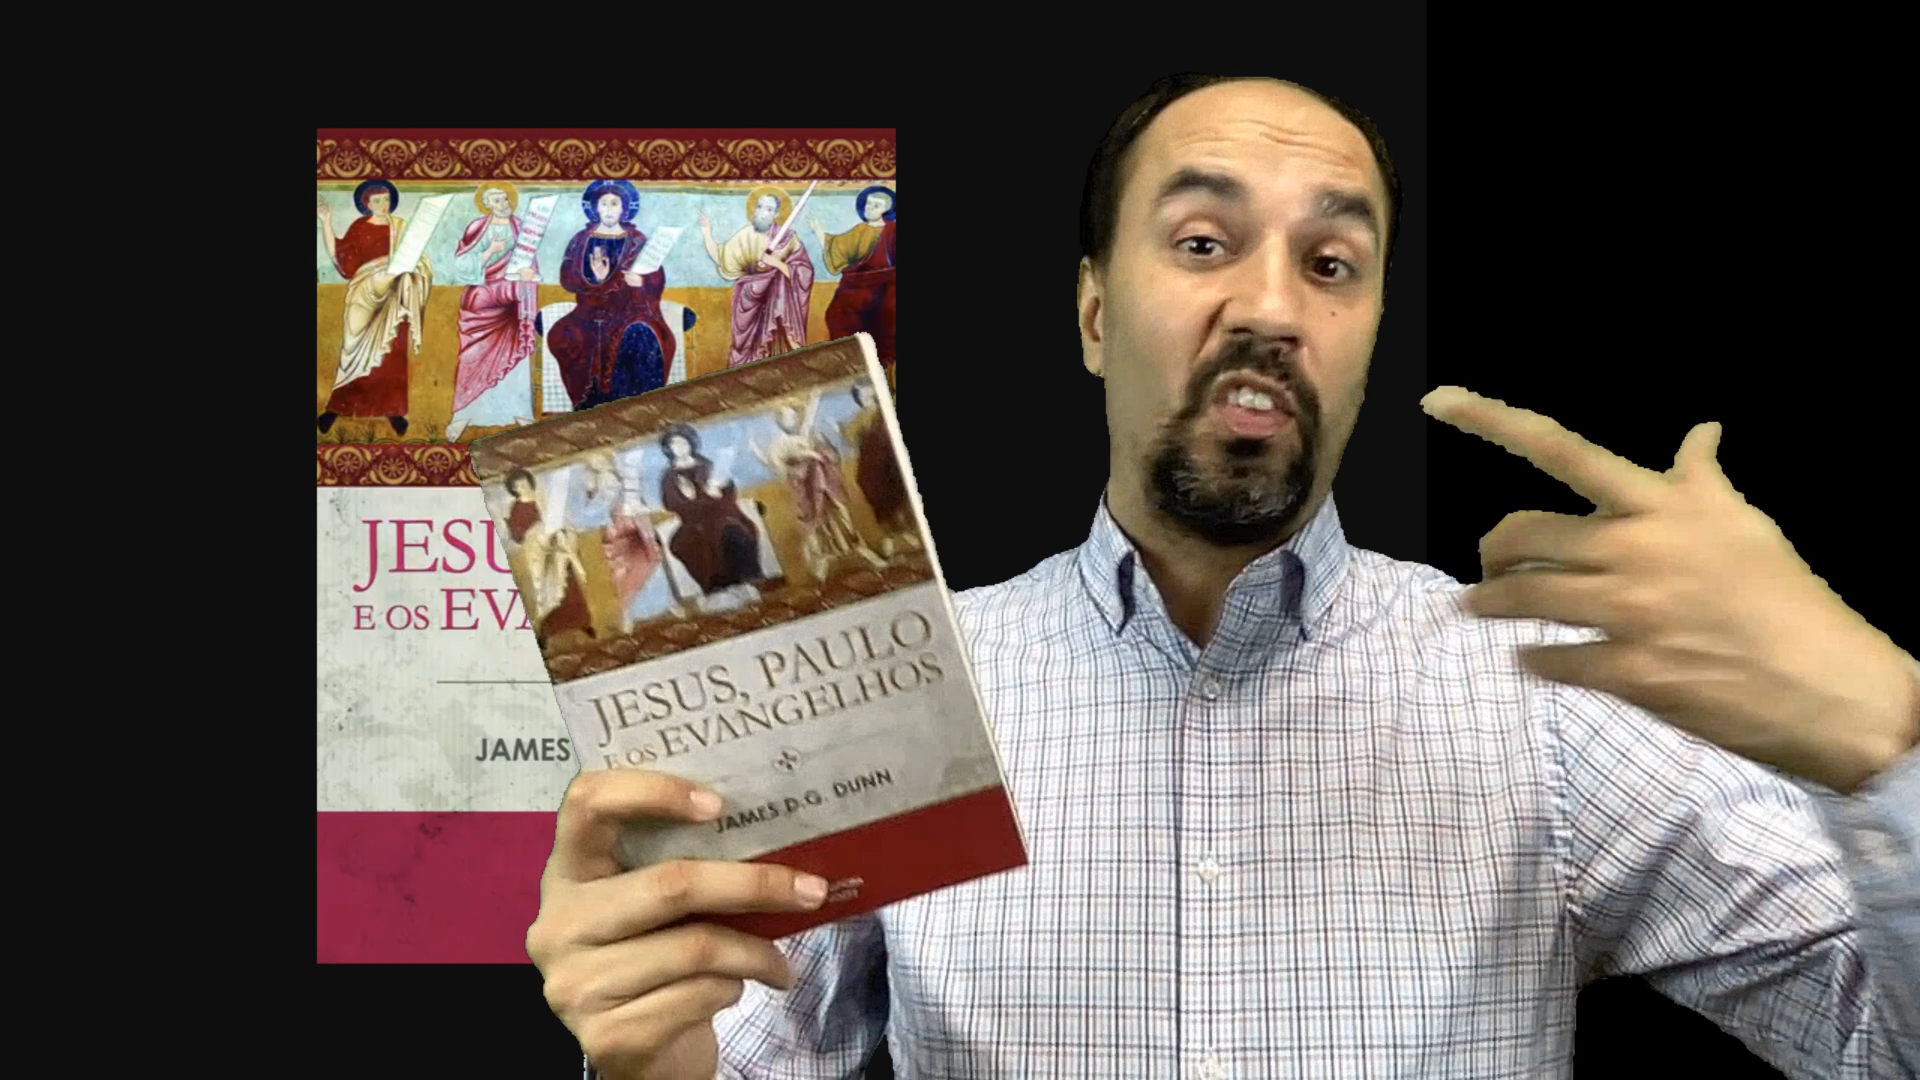 JESU
E OS EVA
JAMES
JESUS, PAULO
E OS EVANGELHOS
JAMES D.G. DUNN